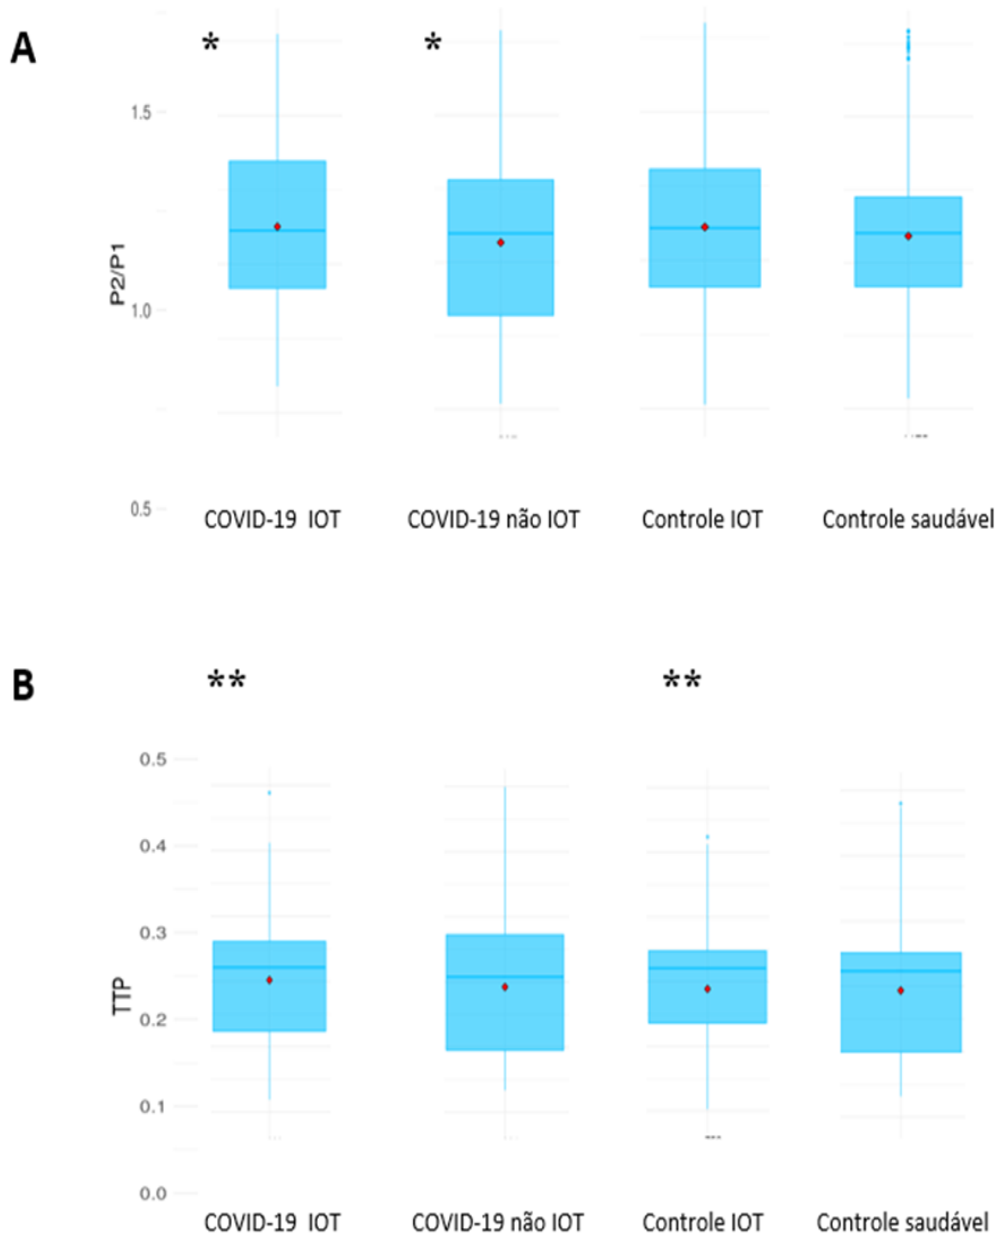 A
*
*
1.5
P2/P1
1.0
0.5
COVID-19 IOT
COVID-19 não IOT
Controle IOT
Controle saudável
B
**
**
0.5
0.4
0.3
TTP
0.2
0.1
0.0
COVID-19 IOT
COVID-19 não IOT
Controle IOT
Controle saudável